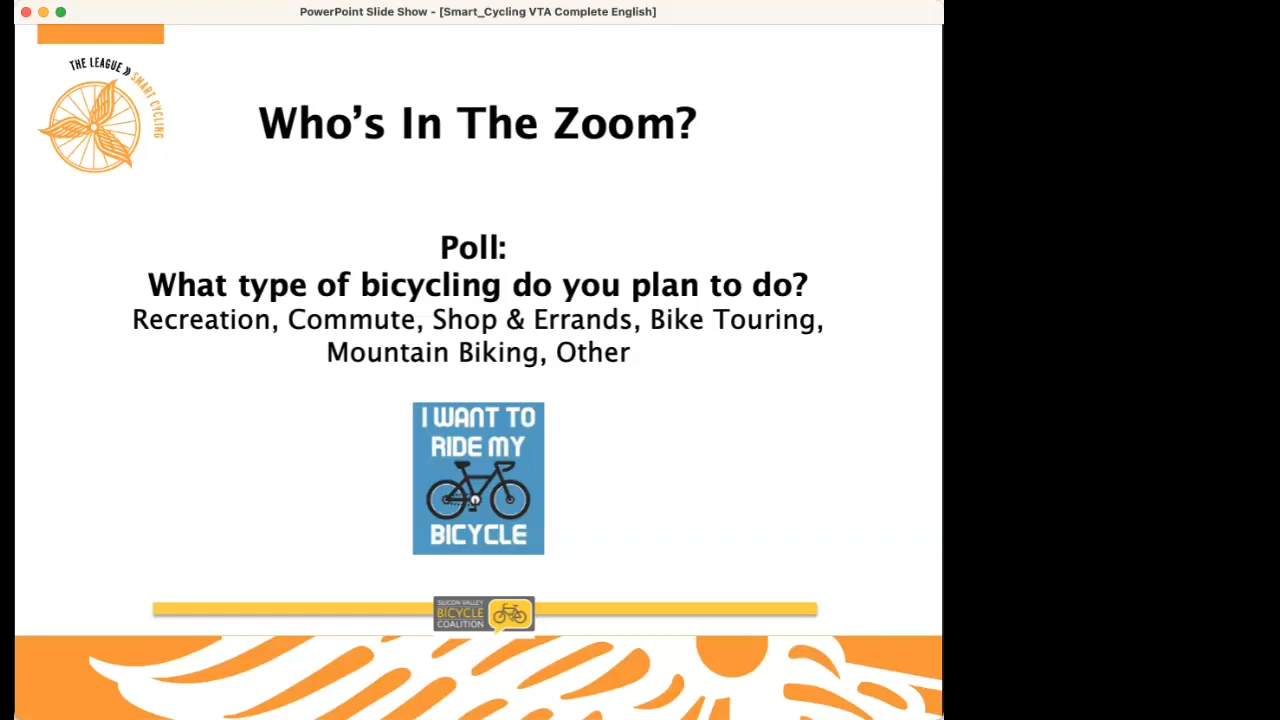 PowerPoint Slide Show - [Smart_Cycling VTA Complete English]
THE LEAGUE » SMART CYCLING
Who's In The Zoom?
Poll:
What type of bicycling do you plan to do?
Recreation, Commute, Shop & Errands, Bike Touring,
Mountain Biking, Other
I WANT TO
RIDE MY
BICYCLE
SILICON VALLEY
BICYCLE
COALITION